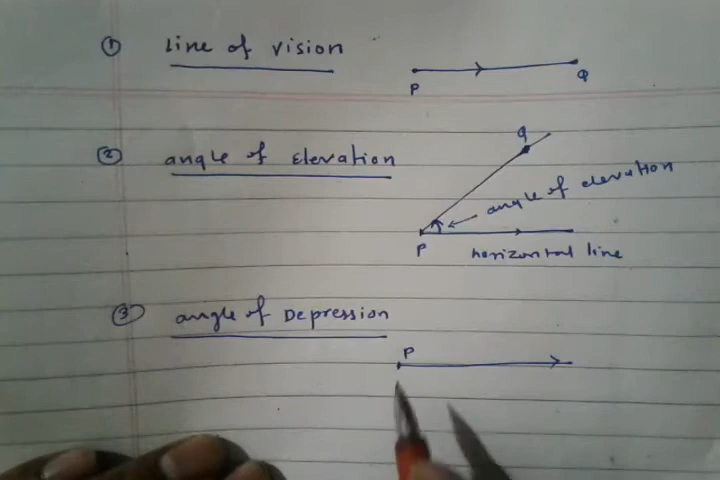 ① Line of vision
P Q
② angle of Elevation
Q
angle of elevation
P
horizontal line
③ angle of Depression
P